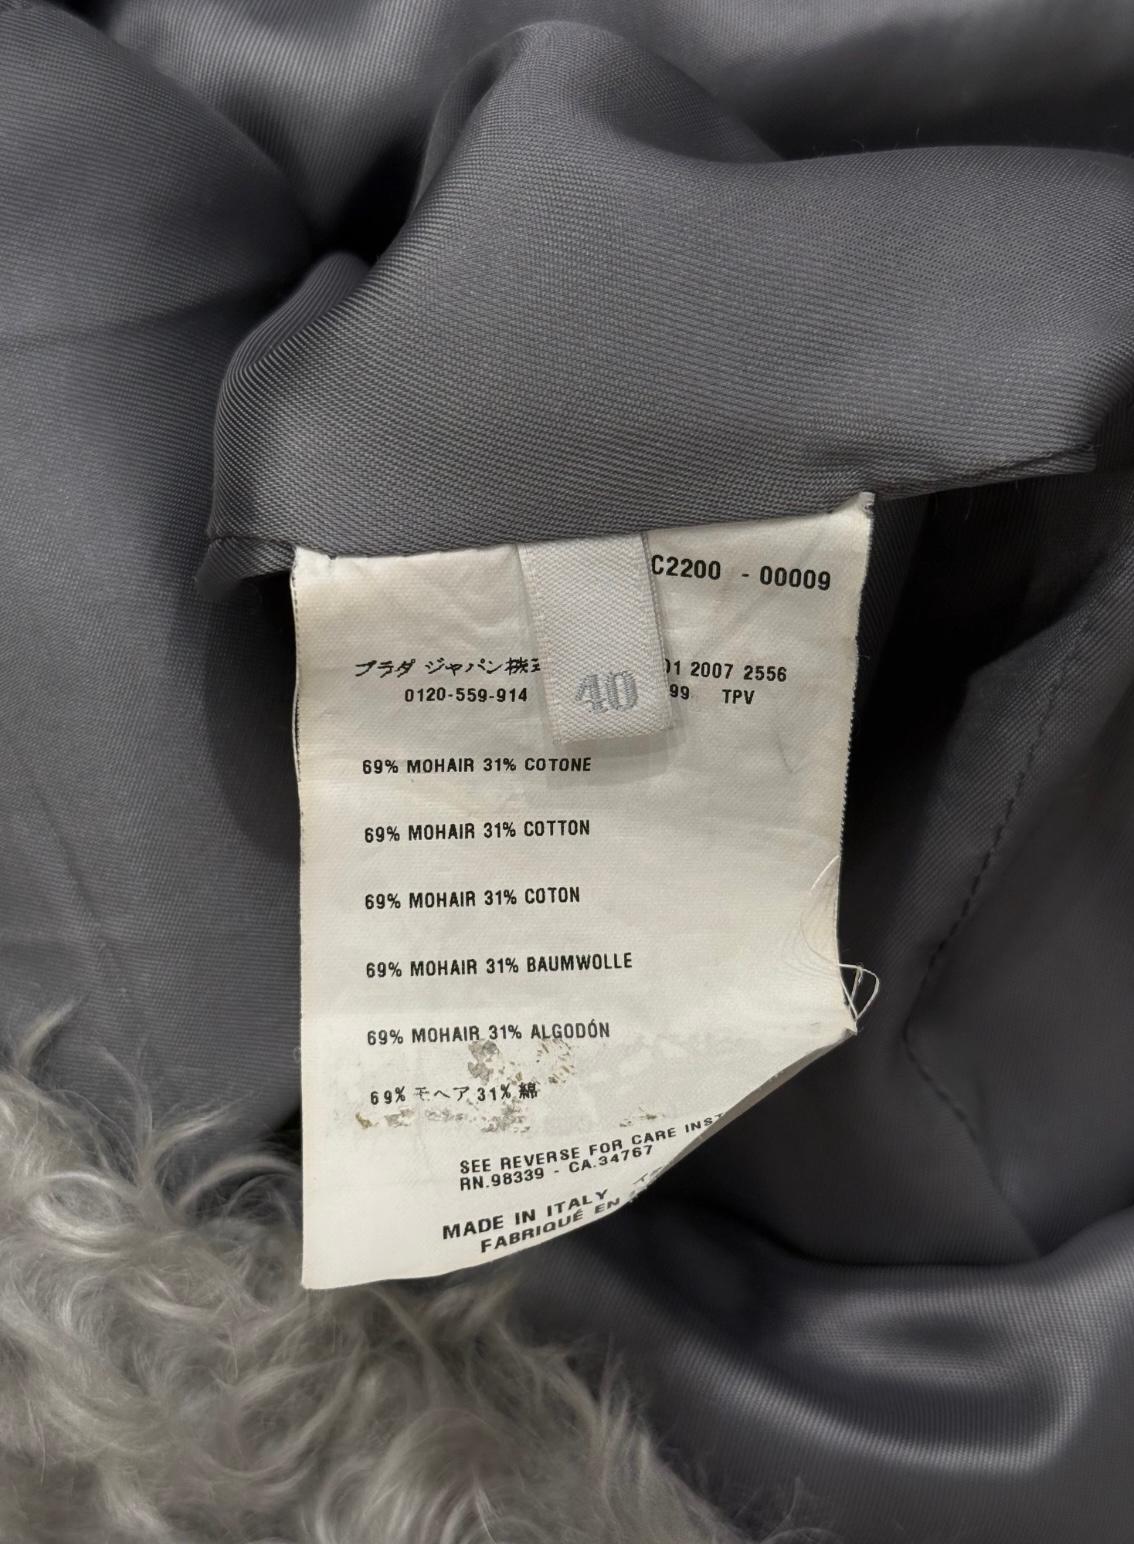 C2200 - 00009
プラダ ジャパン 01 2007 2556
0120-559-914 99 TPV
40
69% MOHAIR 31% COTONE
69% MOHAIR 31% COTTON
69% MOHAIR 31% COTON
69% MOHAIR 31% BAUMWOLLE
69% MOHAIR 31% ALGODÓN
69% モヘア 31% 綿
SEE REVERSE FOR CARE INST
RN.98339 - CA.34767
MADE IN ITALY
FABRIQUÉ EN